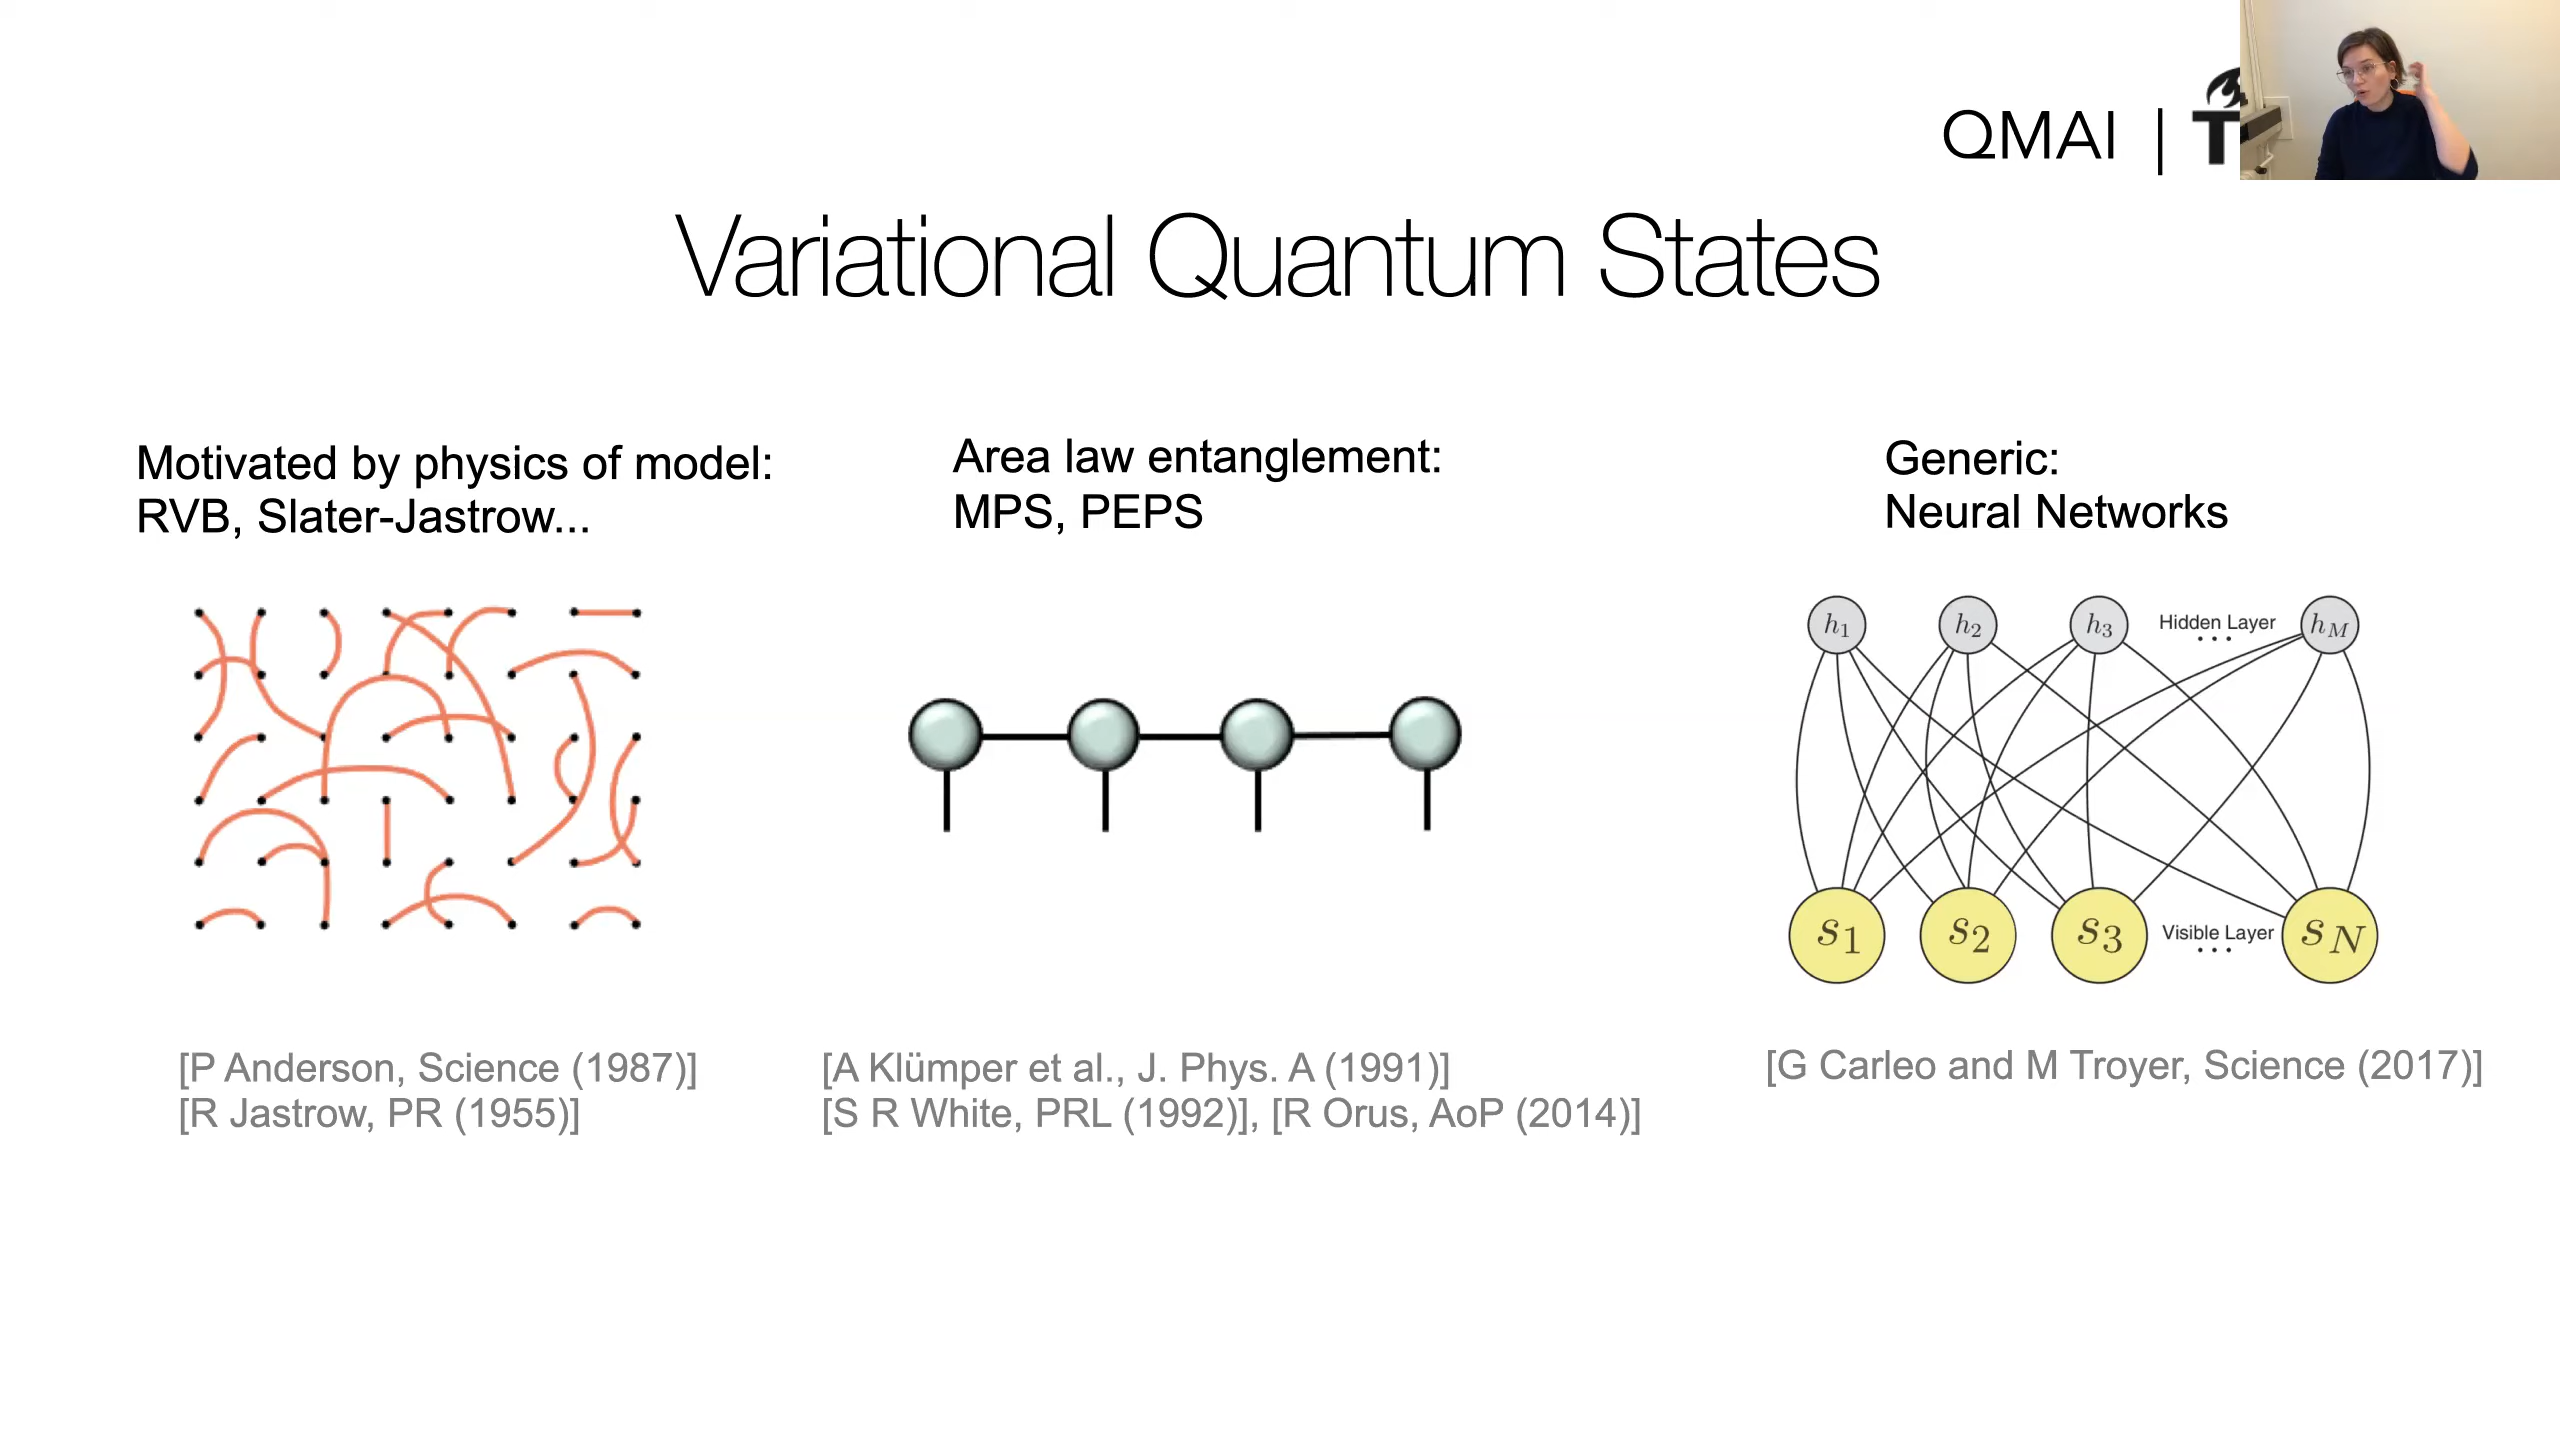 QMAI | T
Variational Quantum States
Motivated by physics of model:
RVB, Slater-Jastrow...
Area law entanglement:
MPS, PEPS
Generic:
Neural Networks
h1 h2 h3 Hidden Layer ... hM
s1 s2 s3 Visible Layer ... sN
[P Anderson, Science (1987)]
[R Jastrow, PR (1955)]
[A Klümper et al., J. Phys. A (1991)]
[S R White, PRL (1992)], [R Orus, AoP (2014)]
[G Carleo and M Troyer, Science (2017)]